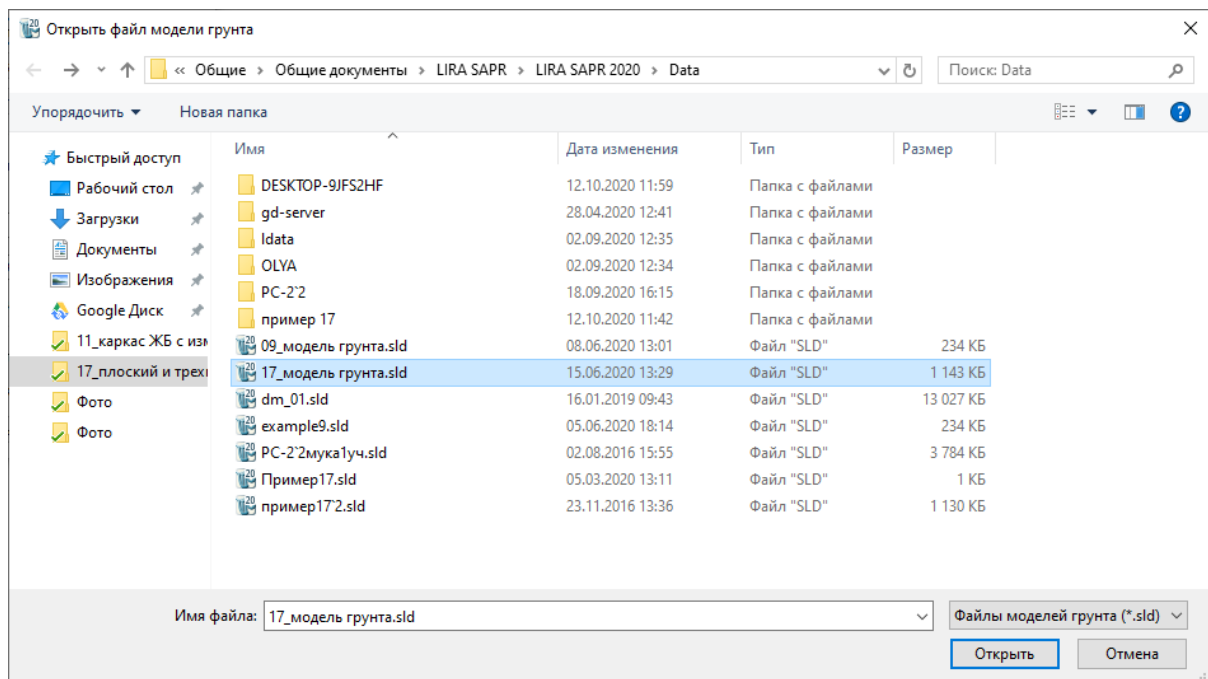 Открыть файл модели грунта
« Общие › Общие документы › LIRA SAPR › LIRA SAPR 2020 › Data
Поиск: Data
Упорядочить Новая папка
Имя Дата изменения Тип Размер
Быстрый доступ
Рабочий стол
Загрузки
Документы
Изображения
Google Диск
11_каркас ЖБ с изм
17_плоский и трехі
Фото
Фото
DESKTOP-9JFS2HF 12.10.2020 11:59 Папка с файлами
gd-server 28.04.2020 12:41 Папка с файлами
ldata 02.09.2020 12:35 Папка с файлами
OLYA 02.09.2020 12:34 Папка с файлами
PC-2`2 18.09.2020 16:15 Папка с файлами
пример 17 12.10.2020 11:42 Папка с файлами
09_модель грунта.sld 08.06.2020 13:01 Файл "SLD" 234 КБ
17_модель грунта.sld 15.06.2020 13:29 Файл "SLD" 1 143 КБ
dm_01.sld 16.01.2019 09:43 Файл "SLD" 13 027 КБ
example9.sld 05.06.2020 18:14 Файл "SLD" 234 КБ
PC-2`2мука1уч.sld 02.08.2016 15:55 Файл "SLD" 3 784 КБ
Пример17.sld 05.03.2020 13:11 Файл "SLD" 1 КБ
пример17`2.sld 23.11.2016 13:36 Файл "SLD" 1 130 КБ
Имя файла: 17_модель грунта.sld
Файлы моделей грунта (*.sld)
Открыть Отмена